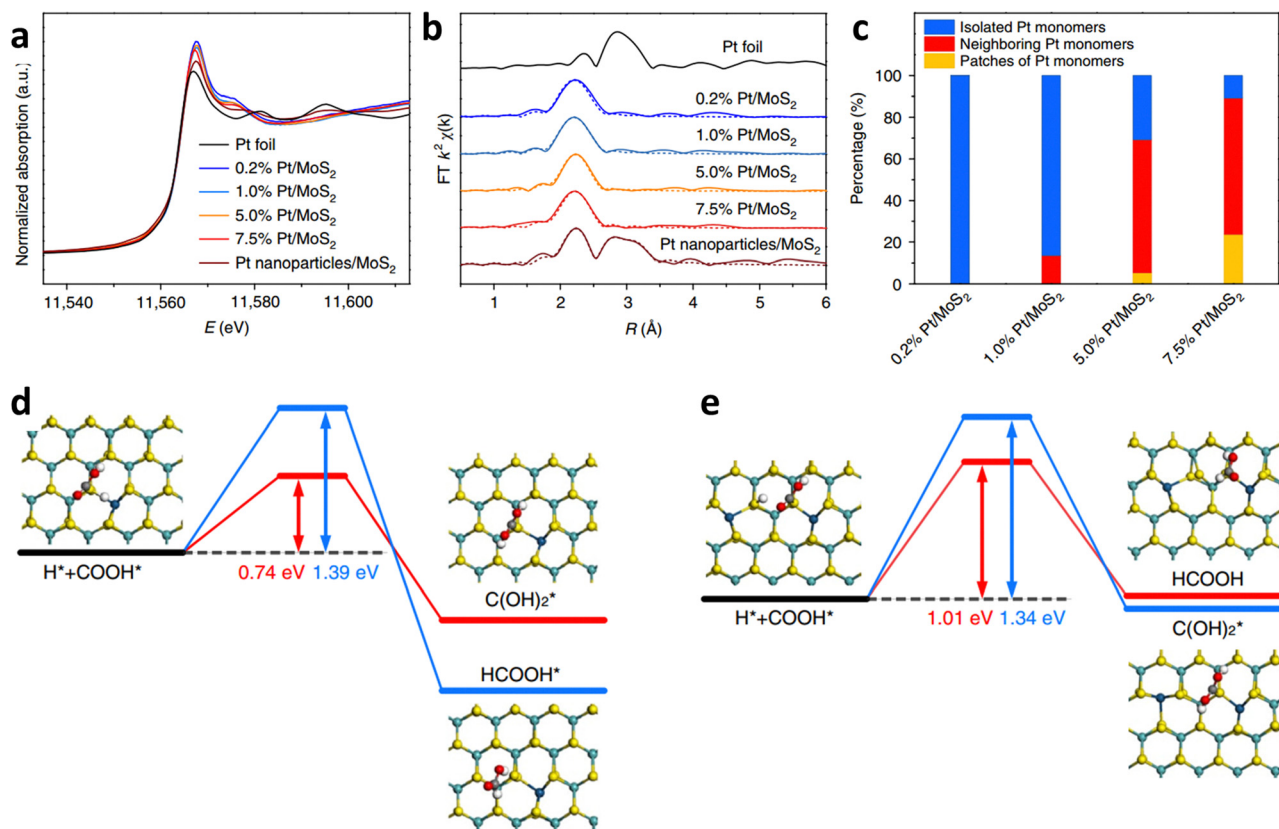 a
Normalized absorption (a.u.)
Pt foil
0.2% Pt/MoS₂
1.0% Pt/MoS₂
5.0% Pt/MoS₂
7.5% Pt/MoS₂
Pt nanoparticles/MoS₂
11,540 11,560 11,580 11,600
E (eV)
b
FT k² χ(k)
Pt foil
0.2% Pt/MoS₂
1.0% Pt/MoS₂
5.0% Pt/MoS₂
7.5% Pt/MoS₂
Pt nanoparticles/MoS₂
1 2 3 4 5 6
R (Å)
c
Isolated Pt monomers
Neighboring Pt monomers
Patches of Pt monomers
Percentage (%)
100
80
60
40
20
0
0.2% Pt/MoS₂
1.0% Pt/MoS₂
5.0% Pt/MoS₂
7.5% Pt/MoS₂
d
H*+COOH*
0.74 eV 1.39 eV
C(OH)₂*
HCOOH*
e
H*+COOH*
1.01 eV 1.34 eV
HCOOH
C(OH)₂*